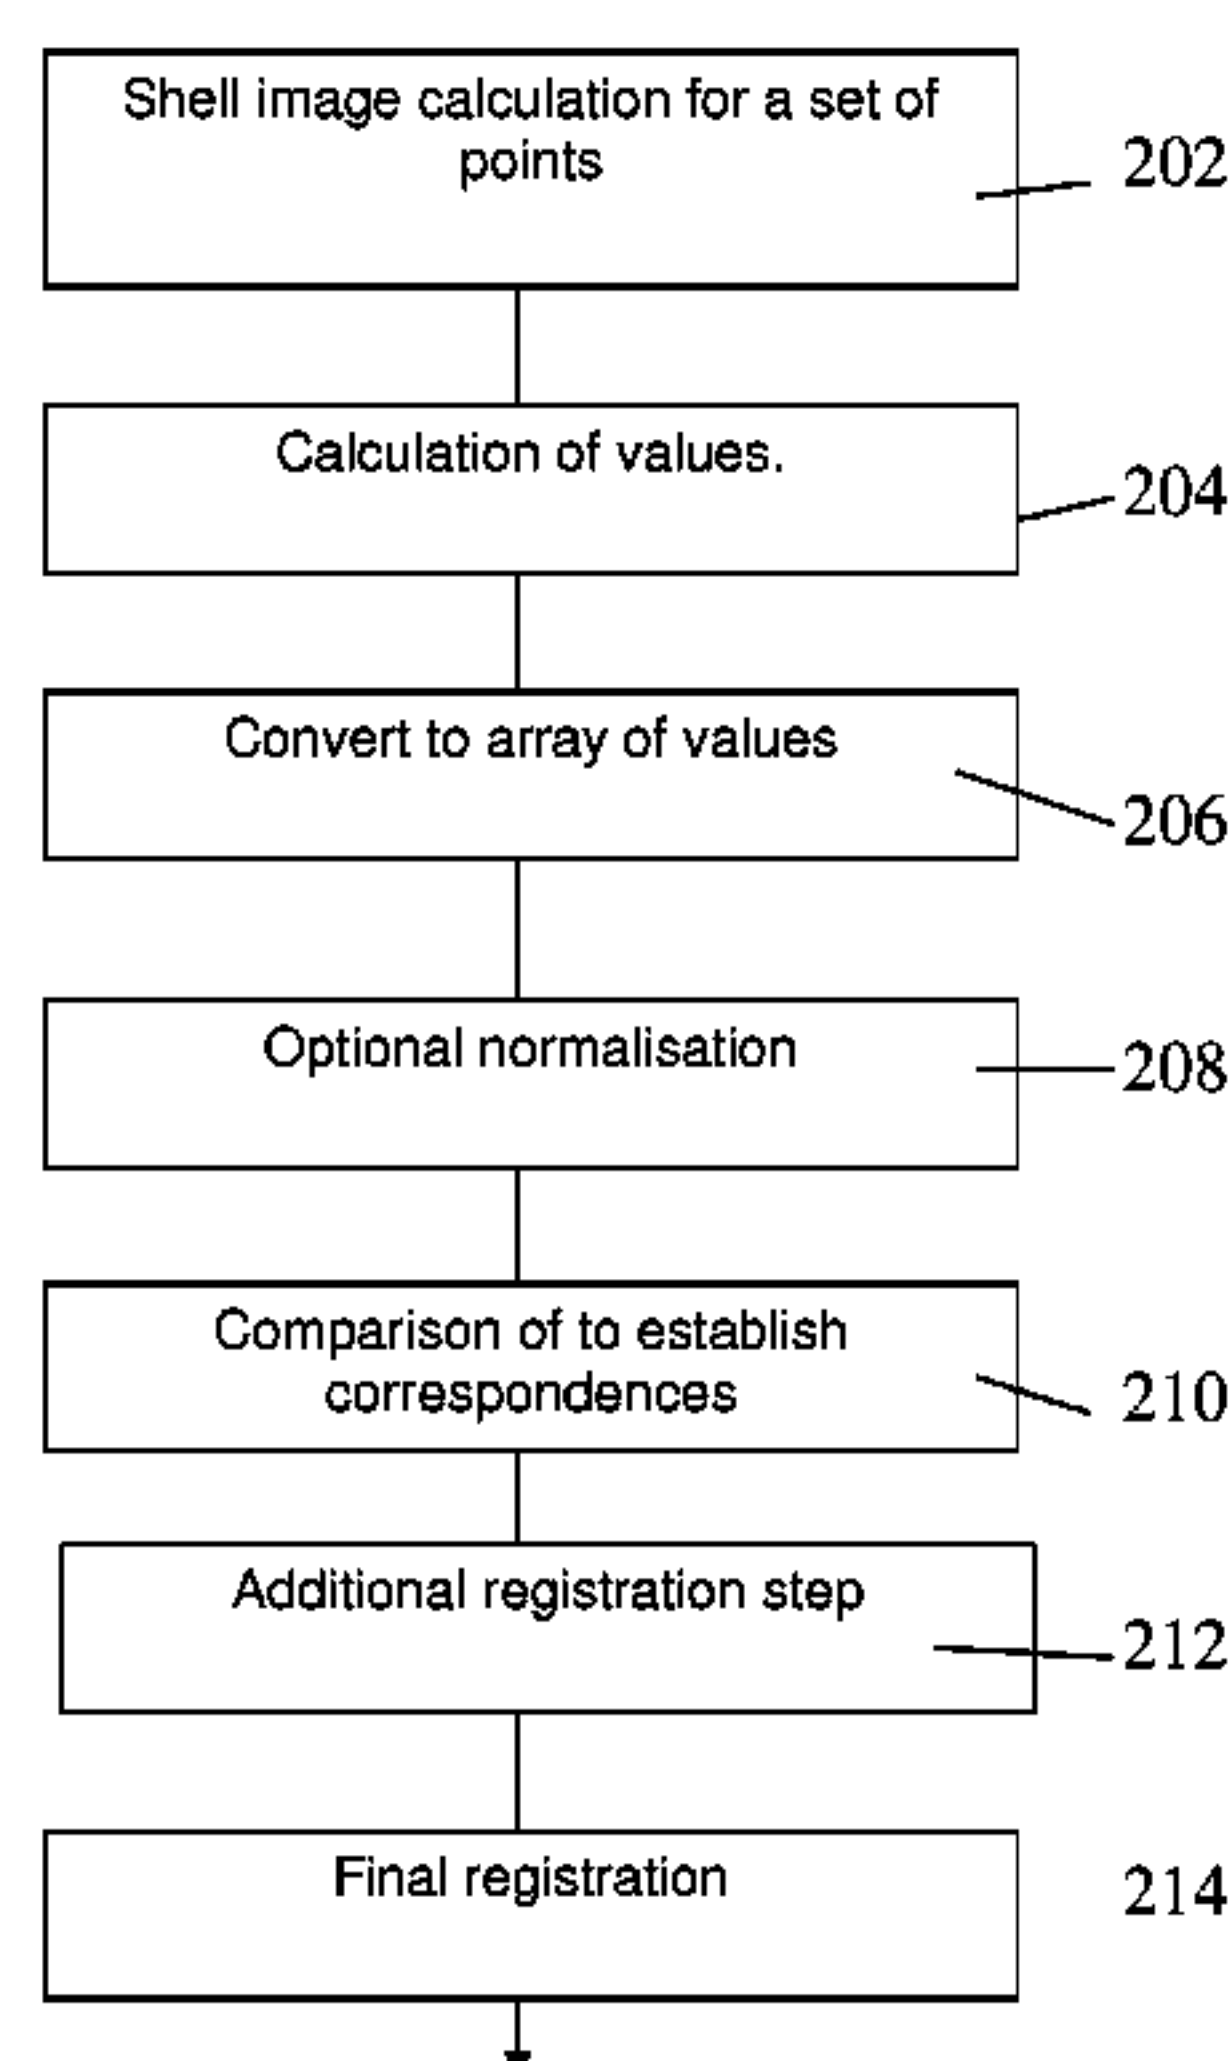 Shell image calculation for a set of
points
202
Calculation of values.
204
Convert to array of values
206
Optional normalisation
208
Comparison of to establish
correspondences
210
Additional registration step
212
Final registration
214